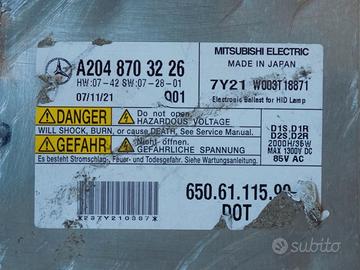 MITSUBISHI ELECTRIC
MADE IN JAPAN
A204 870 32 26
HW:07-42 SW:07-28-01
07/11/21 Q01
7Y21 W003T18871
Electronic Ballast for HID Lamp
DANGER Do not open.
HAZARDOUS VOLTAGE
WILL SHOCK, BURN, or cause DEATH, See Service Manual.
GEFAHR Nicht öffnen.
GEFÄHRLICHE SPANNUNG
Es besteht Stromschlag-, Feuer- und Todesgefahr. Siehe Wartungsanleitung.
D1S,D1R
D2S,D2R
2000H/35W
MAX 1300V DC
85V AC
650.61.115.90
DOT
subito